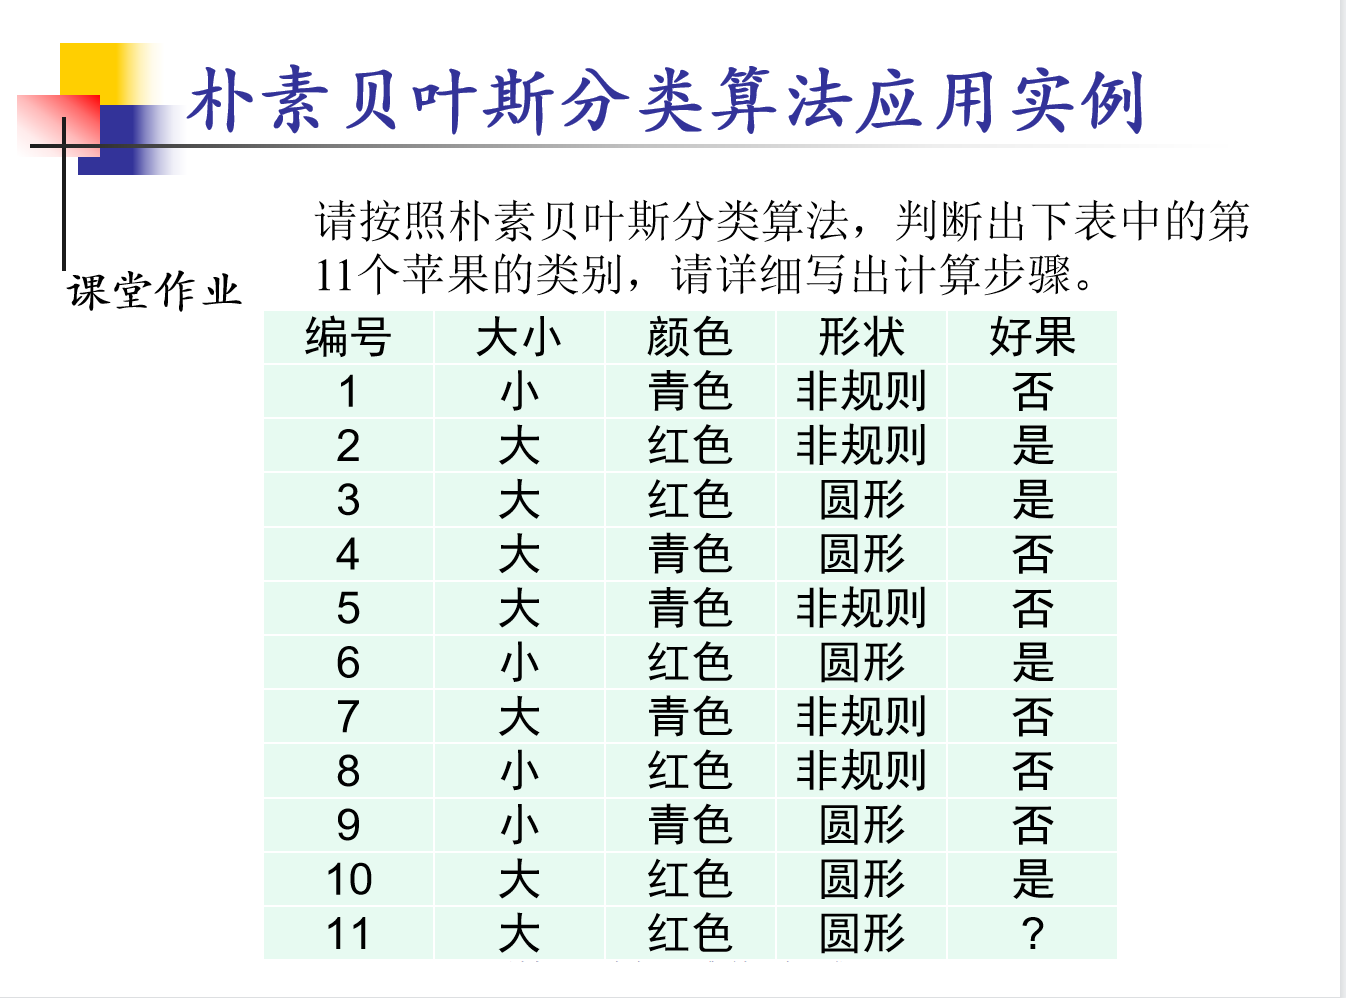 朴素贝叶斯分类算法应用实例
请按照朴素贝叶斯分类算法，判断出下表中的第
11个苹果的类别，请详细写出计算步骤。
课堂作业
编号 大小 颜色 形状 好果
1 小 青色 非规则 否
2 大 红色 非规则 是
3 大 红色 圆形 是
4 大 青色 圆形 否
5 大 青色 非规则 否
6 小 红色 圆形 是
7 大 青色 非规则 否
8 小 红色 非规则 否
9 小 青色 圆形 否
10 大 红色 圆形 是
11 大 红色 圆形 ?